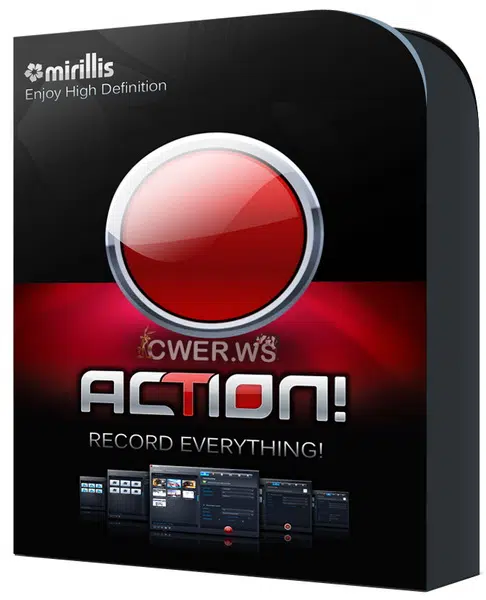 mirillis
Enjoy High Definition
CWER.WS
ACTION!
RECORD EVERYTHING!